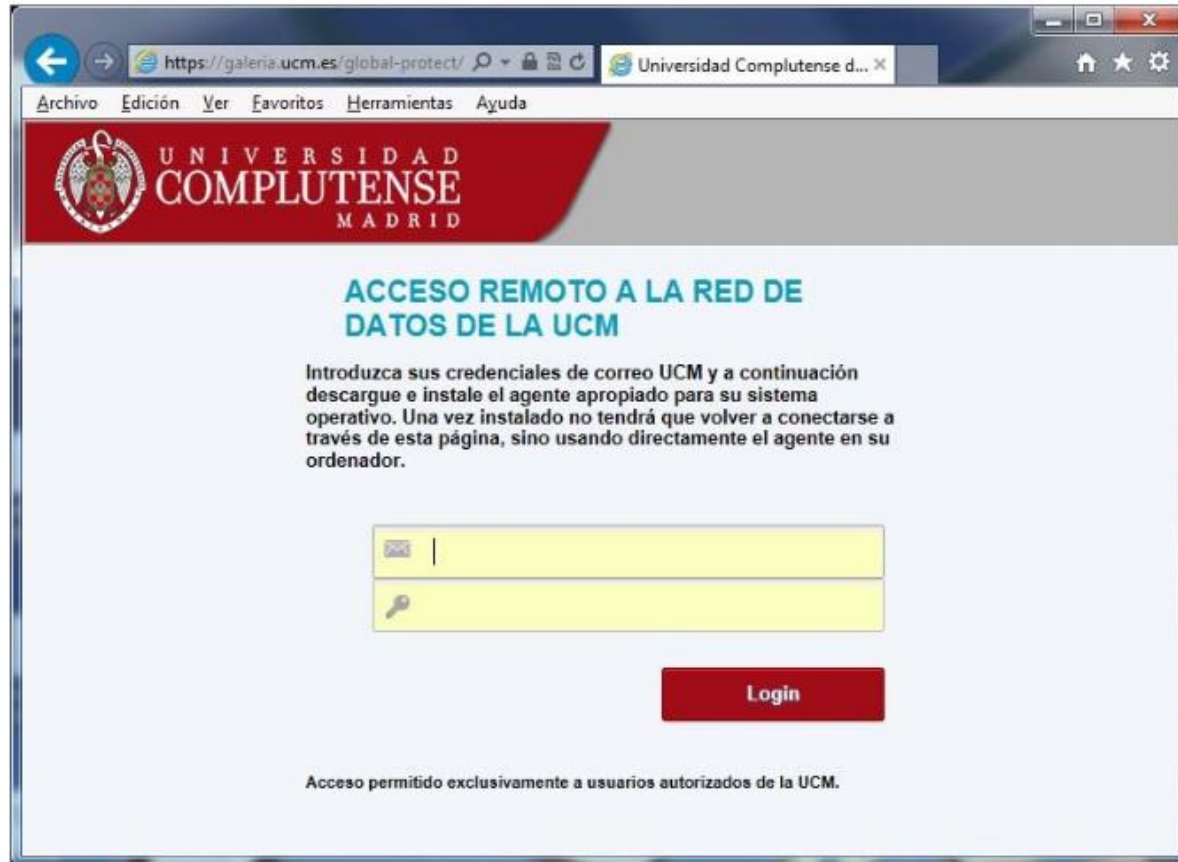 https://galeria.ucm.es/global-protect/
Universidad Complutense d...
Archivo Edición Ver Favoritos Herramientas Ayuda
UNIVERSIDAD
COMPLUTENSE
MADRID
ACCESO REMOTO A LA RED DE
DATOS DE LA UCM
Introduzca sus credenciales de correo UCM y a continuación
descargue e instale el agente apropiado para su sistema
operativo. Una vez instalado no tendrá que volver a conectarse a
través de esta página, sino usando directamente el agente en su
ordenador.
Login
Acceso permitido exclusivamente a usuarios autorizados de la UCM.